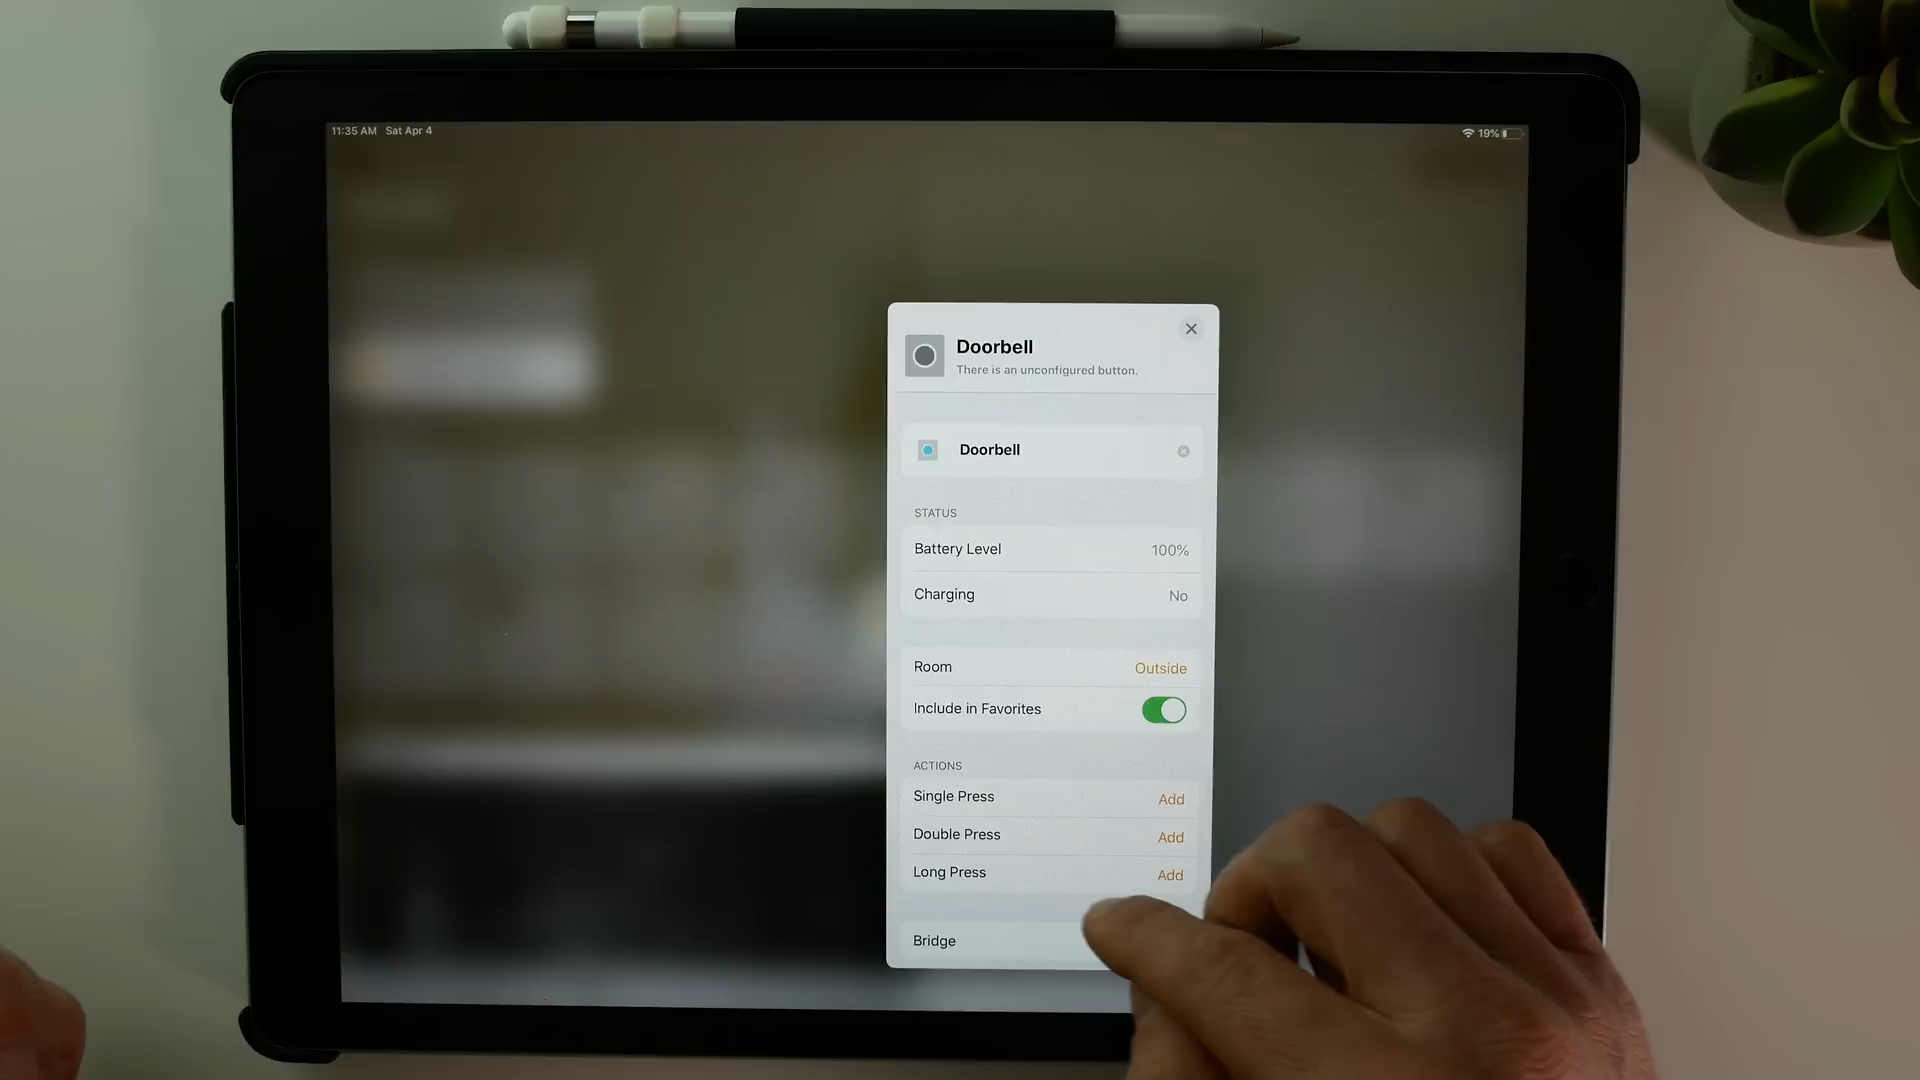 11:35 AM Sat Apr 4
19%
Doorbell
There is an unconfigured button.
Doorbell
STATUS
Battery Level 100%
Charging No
Room Outside
Include in Favorites
ACTIONS
Single Press Add
Double Press Add
Long Press Add
Bridge